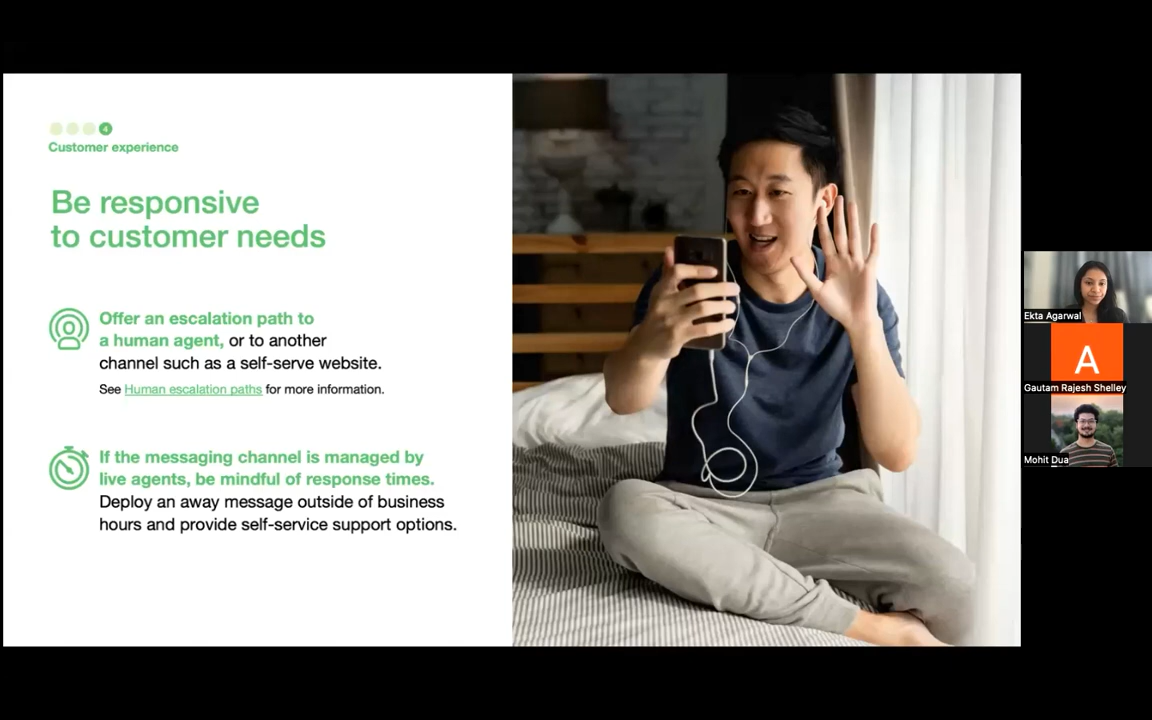 4
Customer experience
Be responsive
to customer needs
Offer an escalation path to
a human agent, or to another
channel such as a self-serve website.
See Human escalation paths for more information.
If the messaging channel is managed by
live agents, be mindful of response times.
Deploy an away message outside of business
hours and provide self-service support options.
Ekta Agarwal
A
Gautam Rajesh Shelley
Mohit Dua